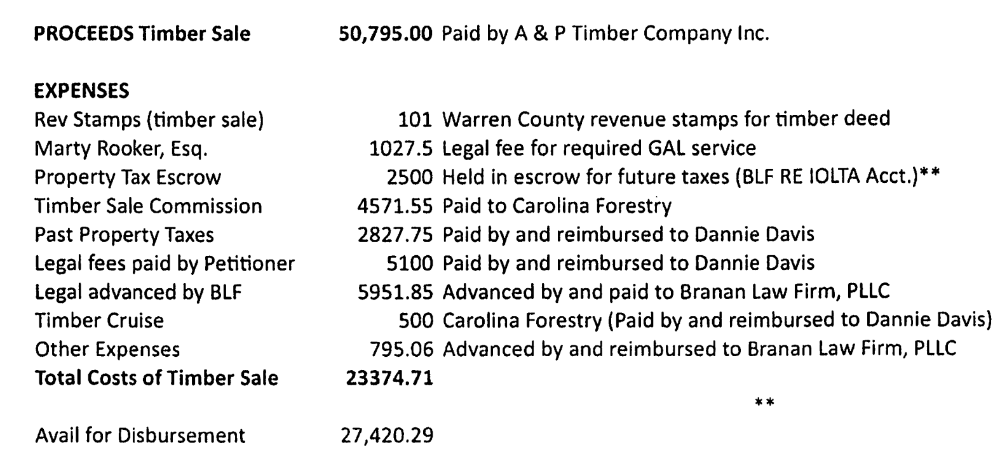 PROCEEDS Timber Sale 50,795.00 Paid by A & P Timber Company Inc.
EXPENSES
Rev Stamps (timber sale) 101 Warren County revenue stamps for timber deed
Marty Rooker, Esq. 1027.5 Legal fee for required GAL service
Property Tax Escrow 2500 Held in escrow for future taxes (BLF RE IOLTA Acct.)**
Timber Sale Commission 4571.55 Paid to Carolina Forestry
Past Property Taxes 2827.75 Paid by and reimbursed to Dannie Davis
Legal fees paid by Petitioner 5100 Paid by and reimbursed to Dannie Davis
Legal advanced by BLF 5951.85 Advanced by and paid to Branan Law Firm, PLLC
Timber Cruise 500 Carolina Forestry (Paid by and reimbursed to Dannie Davis)
Other Expenses 795.06 Advanced by and reimbursed to Branan Law Firm, PLLC
Total Costs of Timber Sale 23374.71
**
Avail for Disbursement 27,420.29